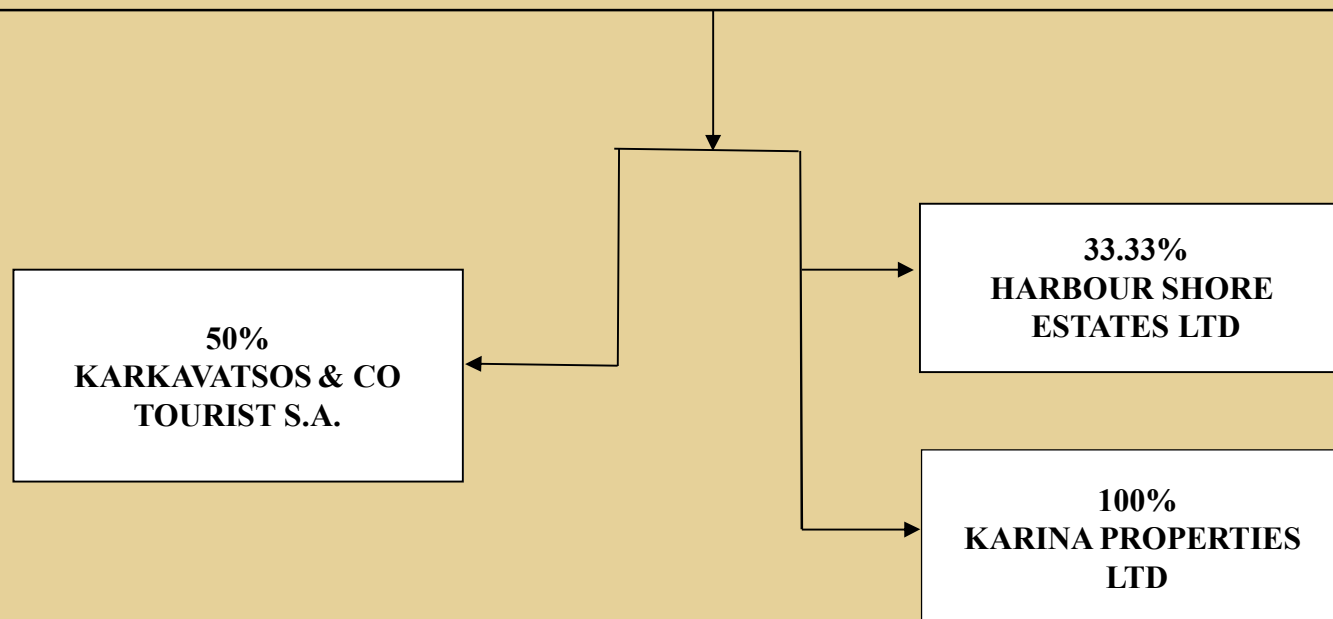 50%
KARKAVATSOS & CO
TOURIST S.A.
33.33%
HARBOUR SHORE
ESTATES LTD
100%
KARINA PROPERTIES
LTD